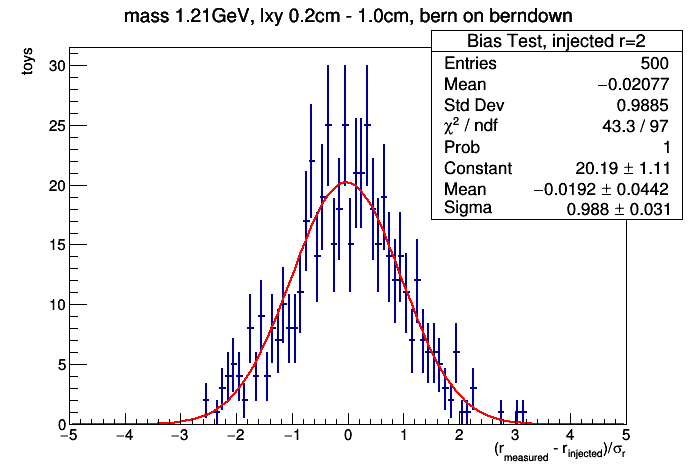 mass 1.21GeV, lxy 0.2cm - 1.0cm, bern on berndown
Bias Test, injected r=2
Entries 500
Mean −0.02077
Std Dev 0.9885
χ² / ndf 43.3 / 97
Prob 1
Constant 20.19 ± 1.11
Mean −0.0192 ± 0.0442
Sigma 0.988 ± 0.031
toys
30
25
20
15
10
5
0
−5 −4 −3 −2 −1 0 1 2 3 4 5
(r_measured - r_injected)/σ_r